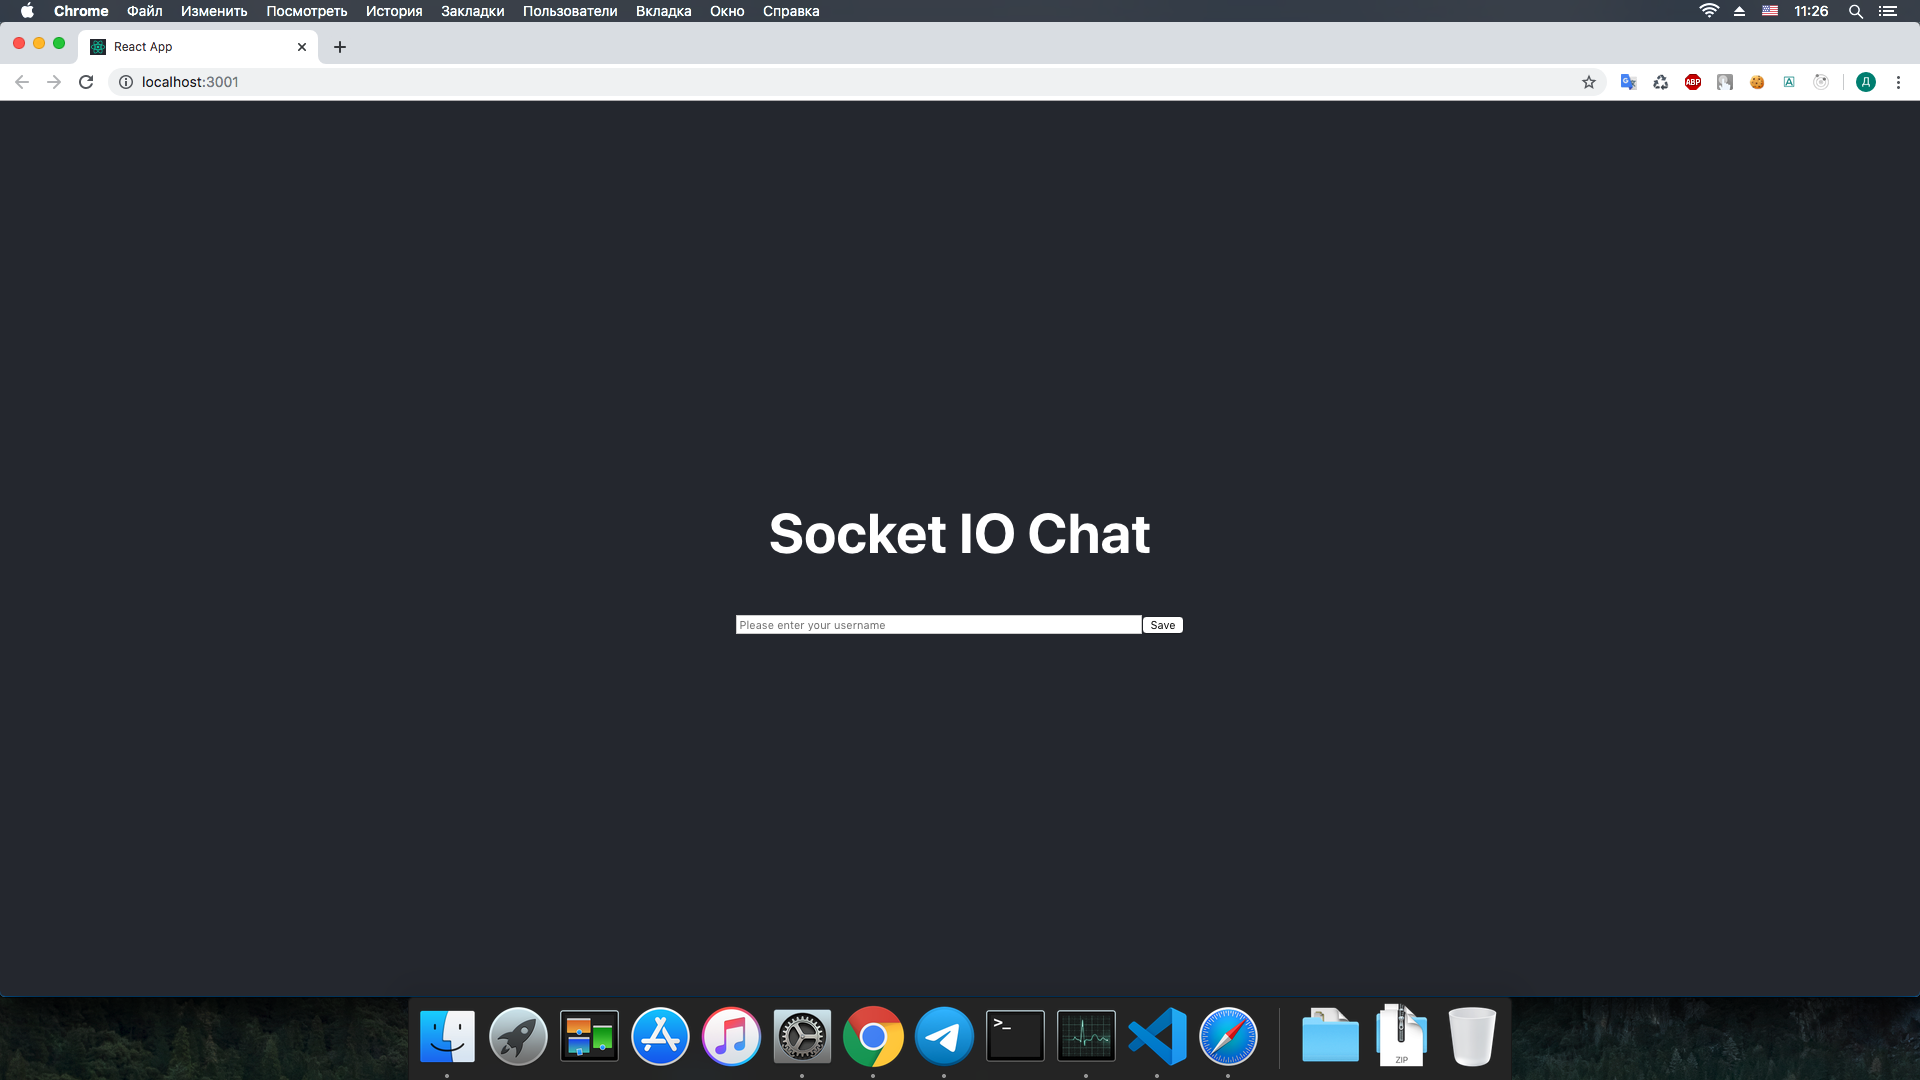 Chrome Файл Изменить Посмотреть История Закладки Пользователи Вкладка Окно Справка 11:26
React App
localhost:3001
ABP
Д
Socket IO Chat
Please enter your username Save
>_
ZIP